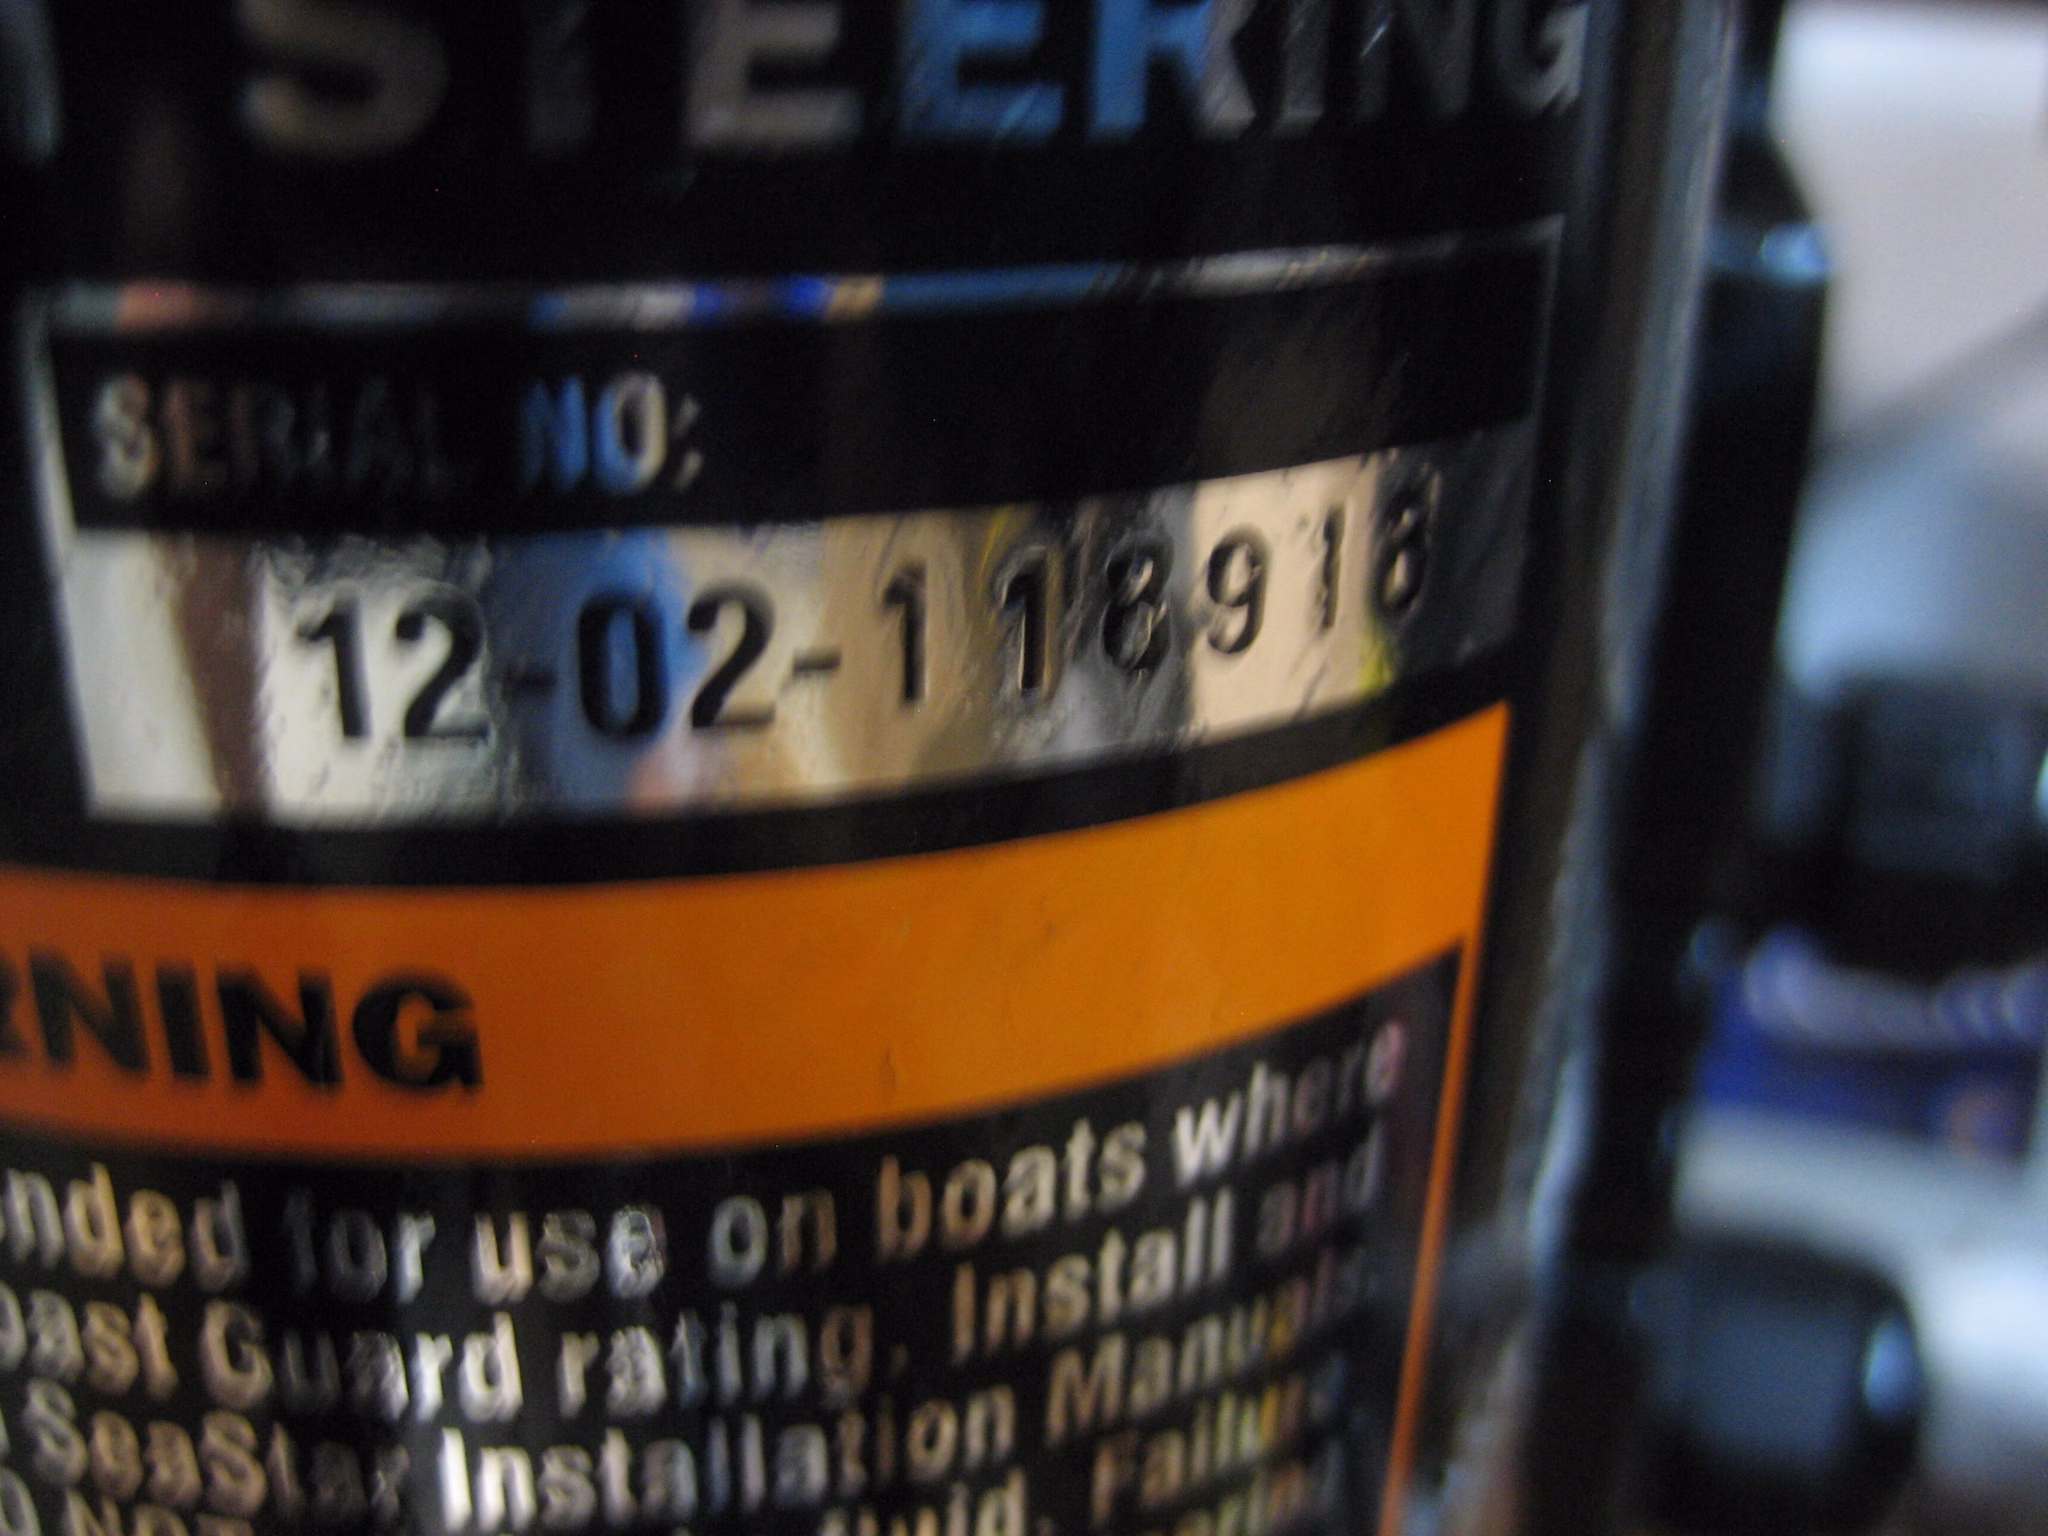 STEERING
SERIAL NO:
12-02-118918
RNING
nded for use on boats where
oast Guard rating. Install and
SeaStar Installation Manuals.